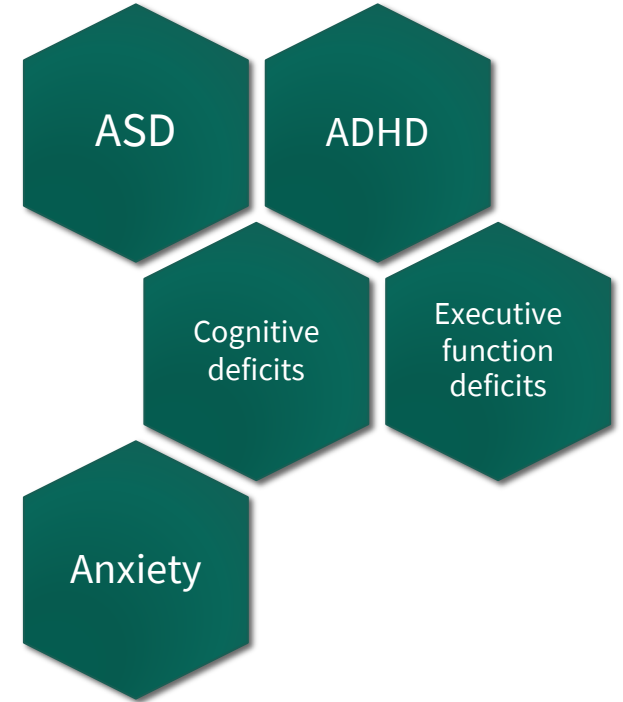 ASD
ADHD
Cognitive
deficits
Executive
function
deficits
Anxiety